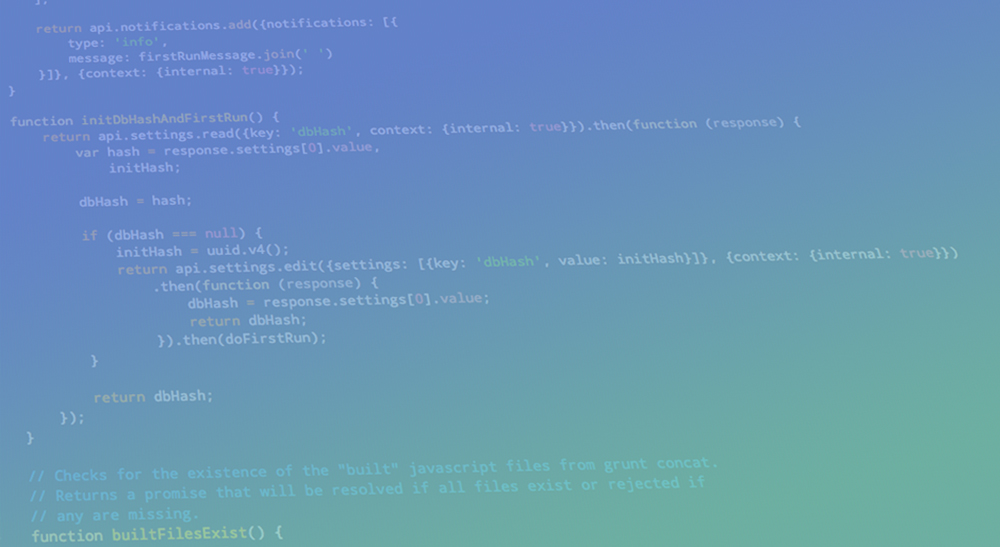 ];
return api.notifications.add({notifications: [{
type: 'info',
message: firstRunMessage.join(' ')
}]}, {context: {internal: true}});
}
function initDbHashAndFirstRun() {
return api.settings.read({key: 'dbHash', context: {internal: true}}).then(function (response) {
var hash = response.settings[0].value,
initHash;
dbHash = hash;
if (dbHash === null) {
initHash = uuid.v4();
return api.settings.edit({settings: [{key: 'dbHash', value: initHash}]}, {context: {internal: true}})
.then(function (response) {
dbHash = response.settings[0].value;
return dbHash;
}).then(doFirstRun);
}
return dbHash;
});
}
// Checks for the existence of the "built" javascript files from grunt concat.
// Returns a promise that will be resolved if all files exist or rejected if
// any are missing.
function builtFilesExist() {